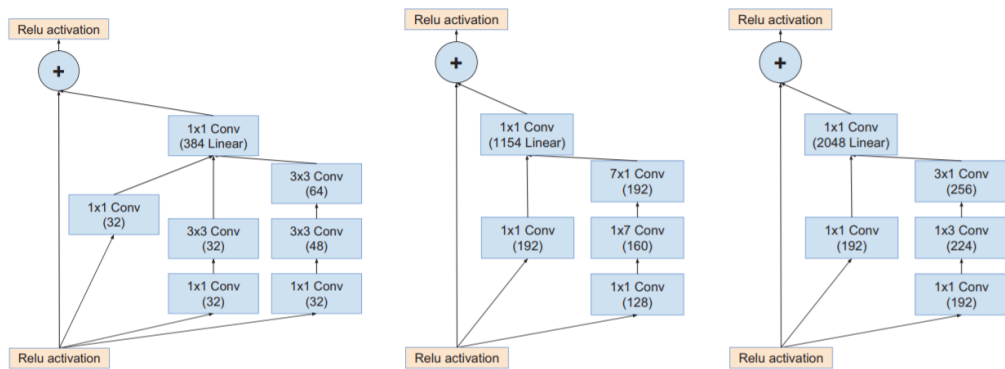 Relu activation
+
1x1 Conv
(384 Linear)
3x3 Conv
(64)
1x1 Conv
(32)
3x3 Conv
(32)
3x3 Conv
(48)
1x1 Conv
(32)
1x1 Conv
(32)
Relu activation
Relu activation
+
1x1 Conv
(1154 Linear)
7x1 Conv
(192)
1x1 Conv
(192)
1x7 Conv
(160)
1x1 Conv
(128)
Relu activation
Relu activation
+
1x1 Conv
(2048 Linear)
3x1 Conv
(256)
1x1 Conv
(192)
1x3 Conv
(224)
1x1 Conv
(192)
Relu activation